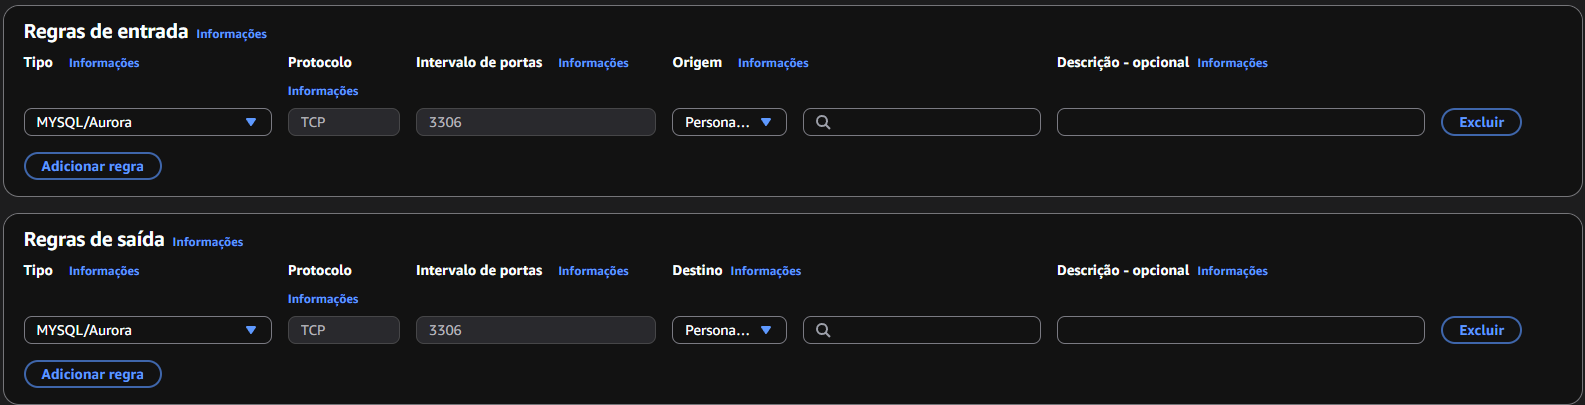 Regras de entrada Informações
Tipo Informações Protocolo Intervalo de portas Informações Origem Informações Descrição - opcional Informações
Informações
MYSQL/Aurora TCP 3306 Persona... Excluir
Adicionar regra
Regras de saída Informações
Tipo Informações Protocolo Intervalo de portas Informações Destino Informações Descrição - opcional Informações
Informações
MYSQL/Aurora TCP 3306 Persona... Excluir
Adicionar regra